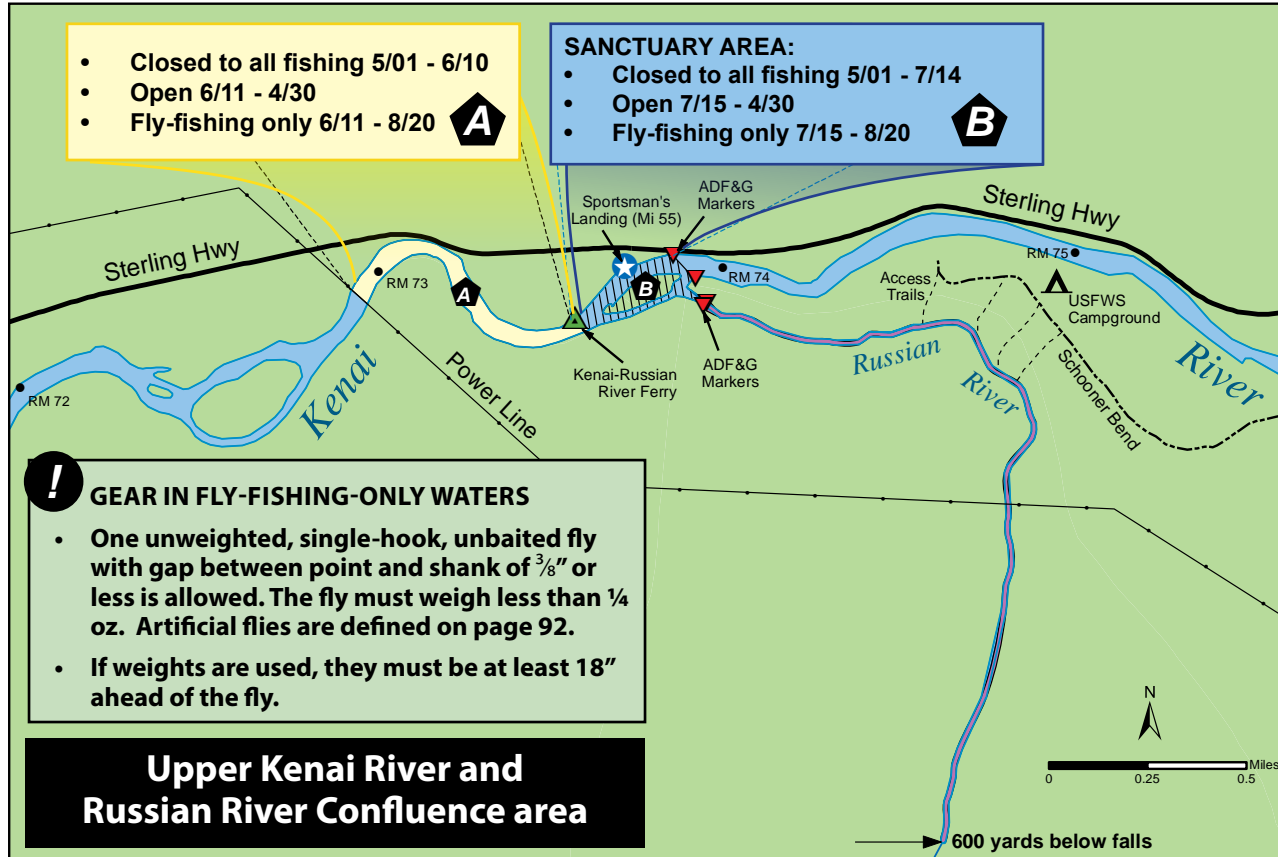 • Closed to all fishing 5/01 - 6/10
• Open 6/11 - 4/30
• Fly-fishing only 6/11 - 8/20
A
SANCTUARY AREA:
• Closed to all fishing 5/01 - 7/14
• Open 7/15 - 4/30
• Fly-fishing only 7/15 - 8/20
B
Sportsman's
Landing (Mi 55)
ADF&G
Markers
Sterling Hwy
Sterling Hwy
RM 73
A
B
RM 74
RM 75
Access
Trails
USFWS
Campground
Kenai-Russian
River Ferry
ADF&G
Markers
Russian
River
River
Schooner Bend
RM 72
Kenai
Power Line
!
GEAR IN FLY-FISHING-ONLY WATERS
• One unweighted, single-hook, unbaited fly
with gap between point and shank of 3/8" or
less is allowed. The fly must weigh less than ¼
oz. Artificial flies are defined on page 92.
• If weights are used, they must be at least 18"
ahead of the fly.
Upper Kenai River and
Russian River Confluence area
N
Miles
0 0.25 0.5
600 yards below falls